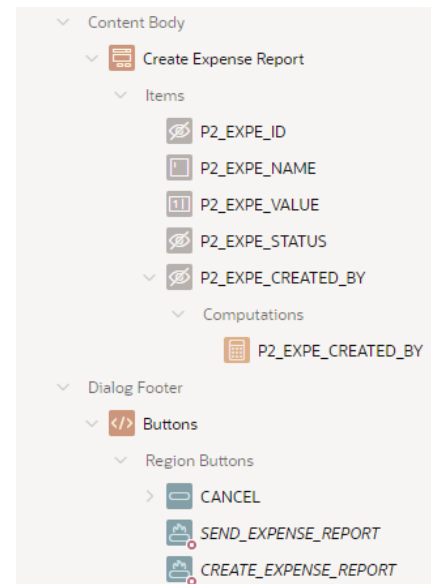 Content Body
Create Expense Report
Items
P2_EXPE_ID
P2_EXPE_NAME
P2_EXPE_VALUE
P2_EXPE_STATUS
P2_EXPE_CREATED_BY
Computations
P2_EXPE_CREATED_BY
Dialog Footer
Buttons
Region Buttons
CANCEL
SEND_EXPENSE_REPORT
CREATE_EXPENSE_REPORT